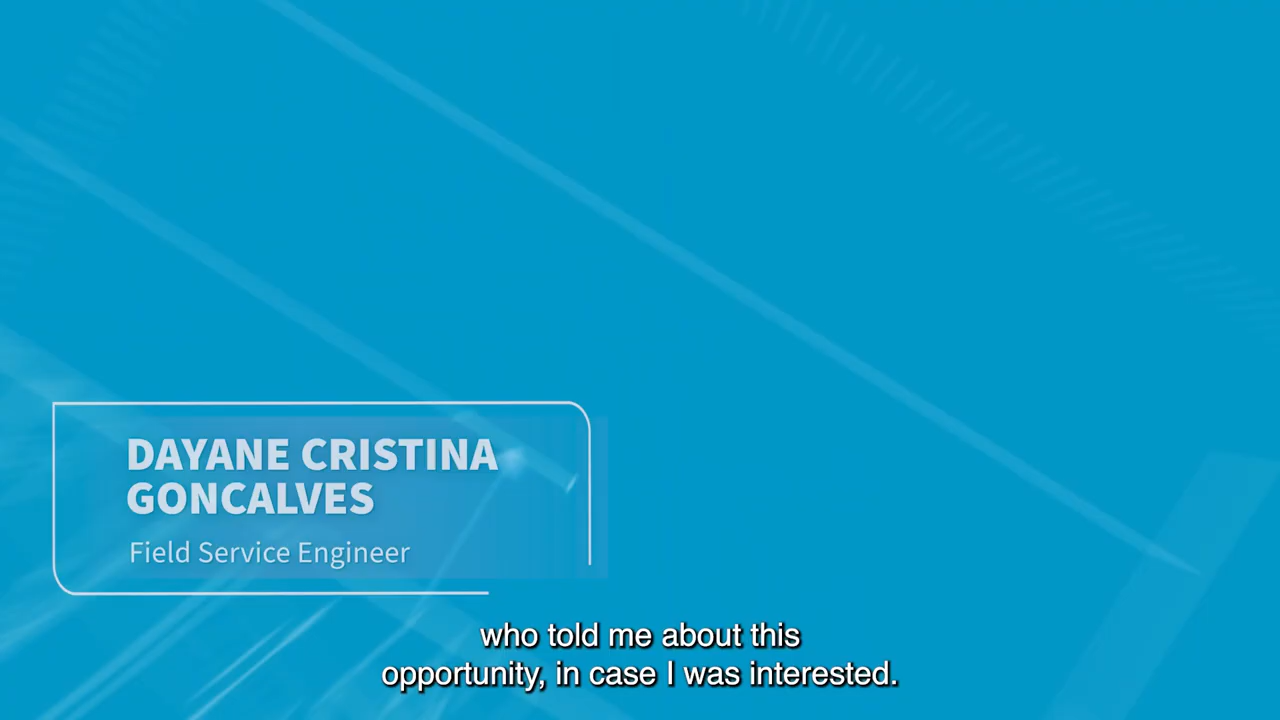 DAYANE CRISTINA
GONCALVES
Field Service Engineer
who told me about this
opportunity, in case I was interested.